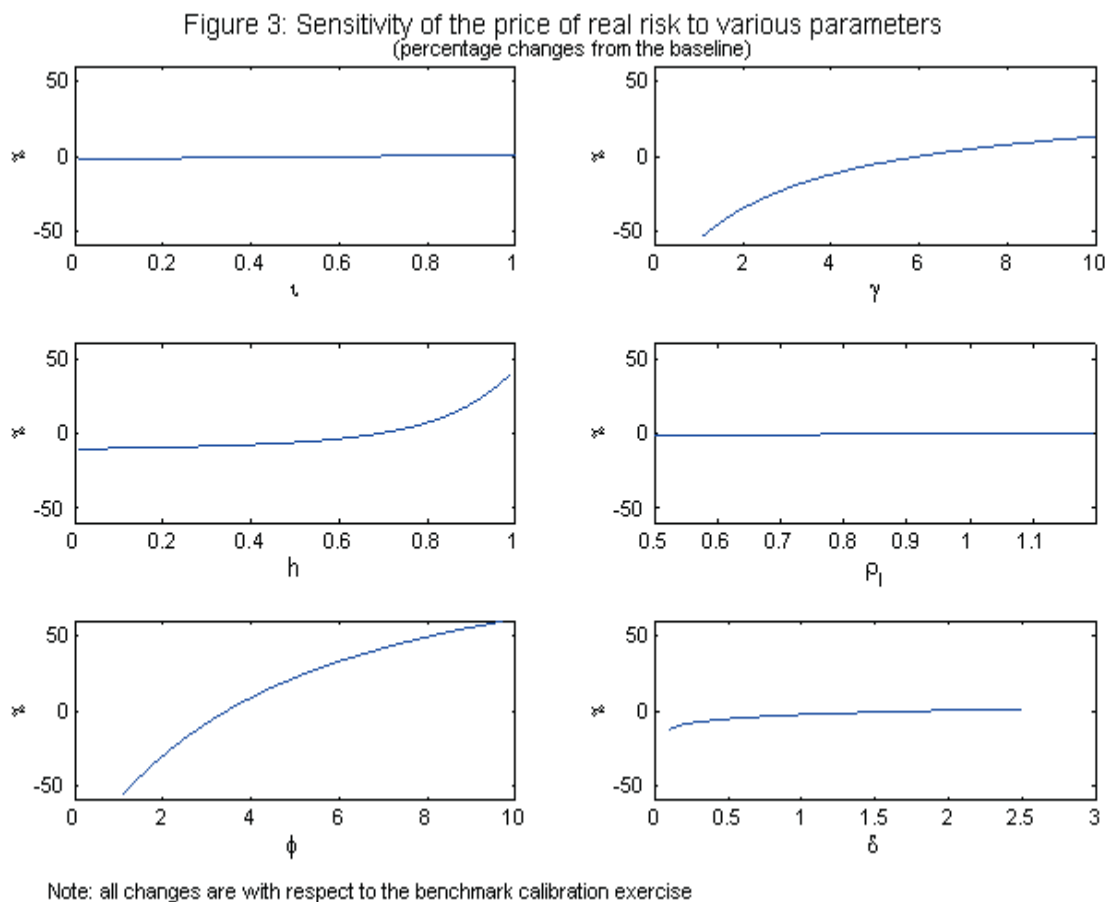 Figure 3: Sensitivity of the price of real risk to various parameters
(percentage changes from the baseline)
50
0
-50
%
0 0.2 0.4 0.6 0.8 1
ι
50
0
-50
%
0 2 4 6 8 10
γ
50
0
-50
%
0 0.2 0.4 0.6 0.8 1
h
50
0
-50
%
0.5 0.6 0.7 0.8 0.9 1 1.1
ρI
50
0
-50
%
0 2 4 6 8 10
ϕ
50
0
-50
%
0 0.5 1 1.5 2 2.5 3
δ
Note: all changes are with respect to the benchmark calibration exercise